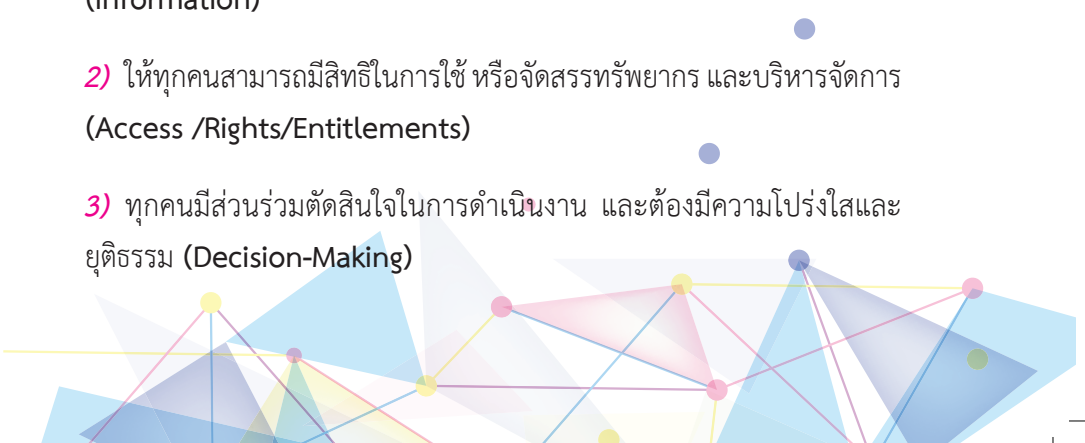 (Information)
2) ให้ทุกคนสามารถมีสิทธิในการใช้ หรือจัดสรรทรัพยากร และบริหารจัดการ
(Access /Rights/Entitlements)
3) ทุกคนมีส่วนร่วมตัดสินใจในการดำเนินงาน และต้องมีความโปร่งใสและ
ยุติธรรม (Decision-Making)